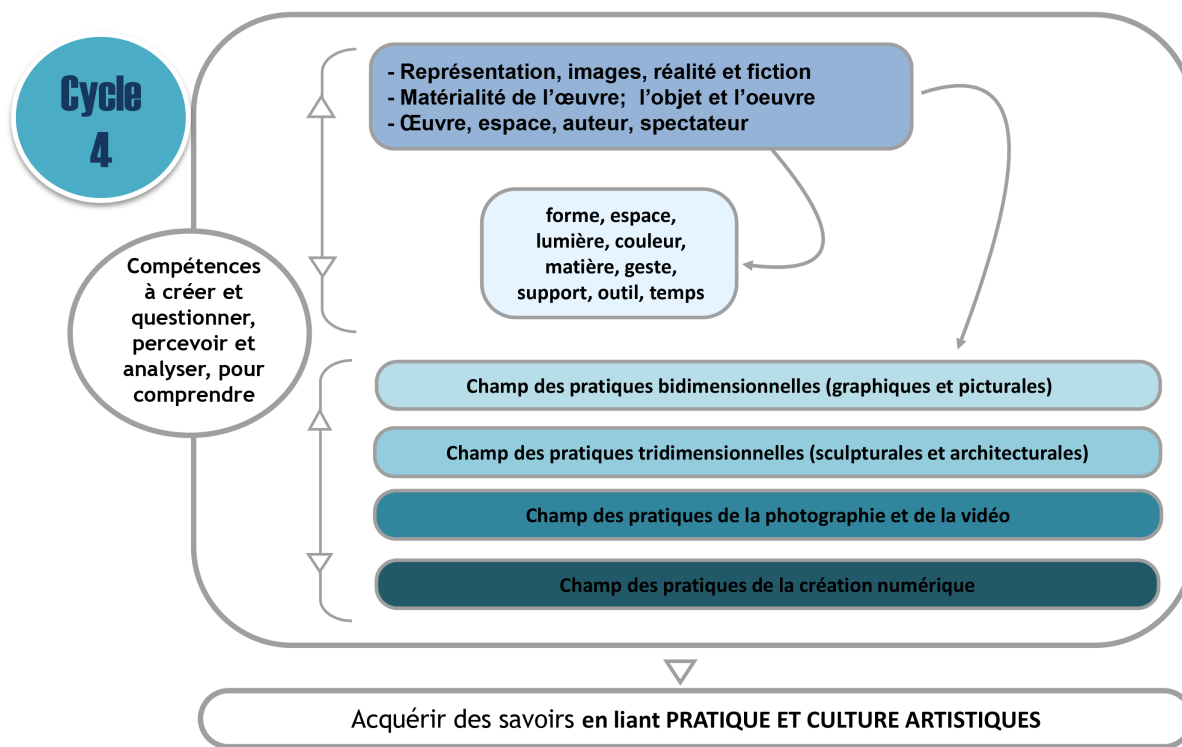 Cycle
4
- Représentation, images, réalité et fiction
- Matérialité de l’œuvre;  l’objet et l’oeuvre
- Œuvre, espace, auteur, spectateur
forme, espace,
lumière, couleur,
matière, geste,
support, outil, temps
Compétences
à créer et
questionner,
percevoir et
analyser, pour
comprendre
Champ des pratiques bidimensionnelles (graphiques et picturales)
Champ des pratiques tridimensionnelles (sculpturales et architecturales)
Champ des pratiques de la photographie et de la vidéo
Champ des pratiques de la création numérique
Acquérir des savoirs en liant PRATIQUE ET CULTURE ARTISTIQUES